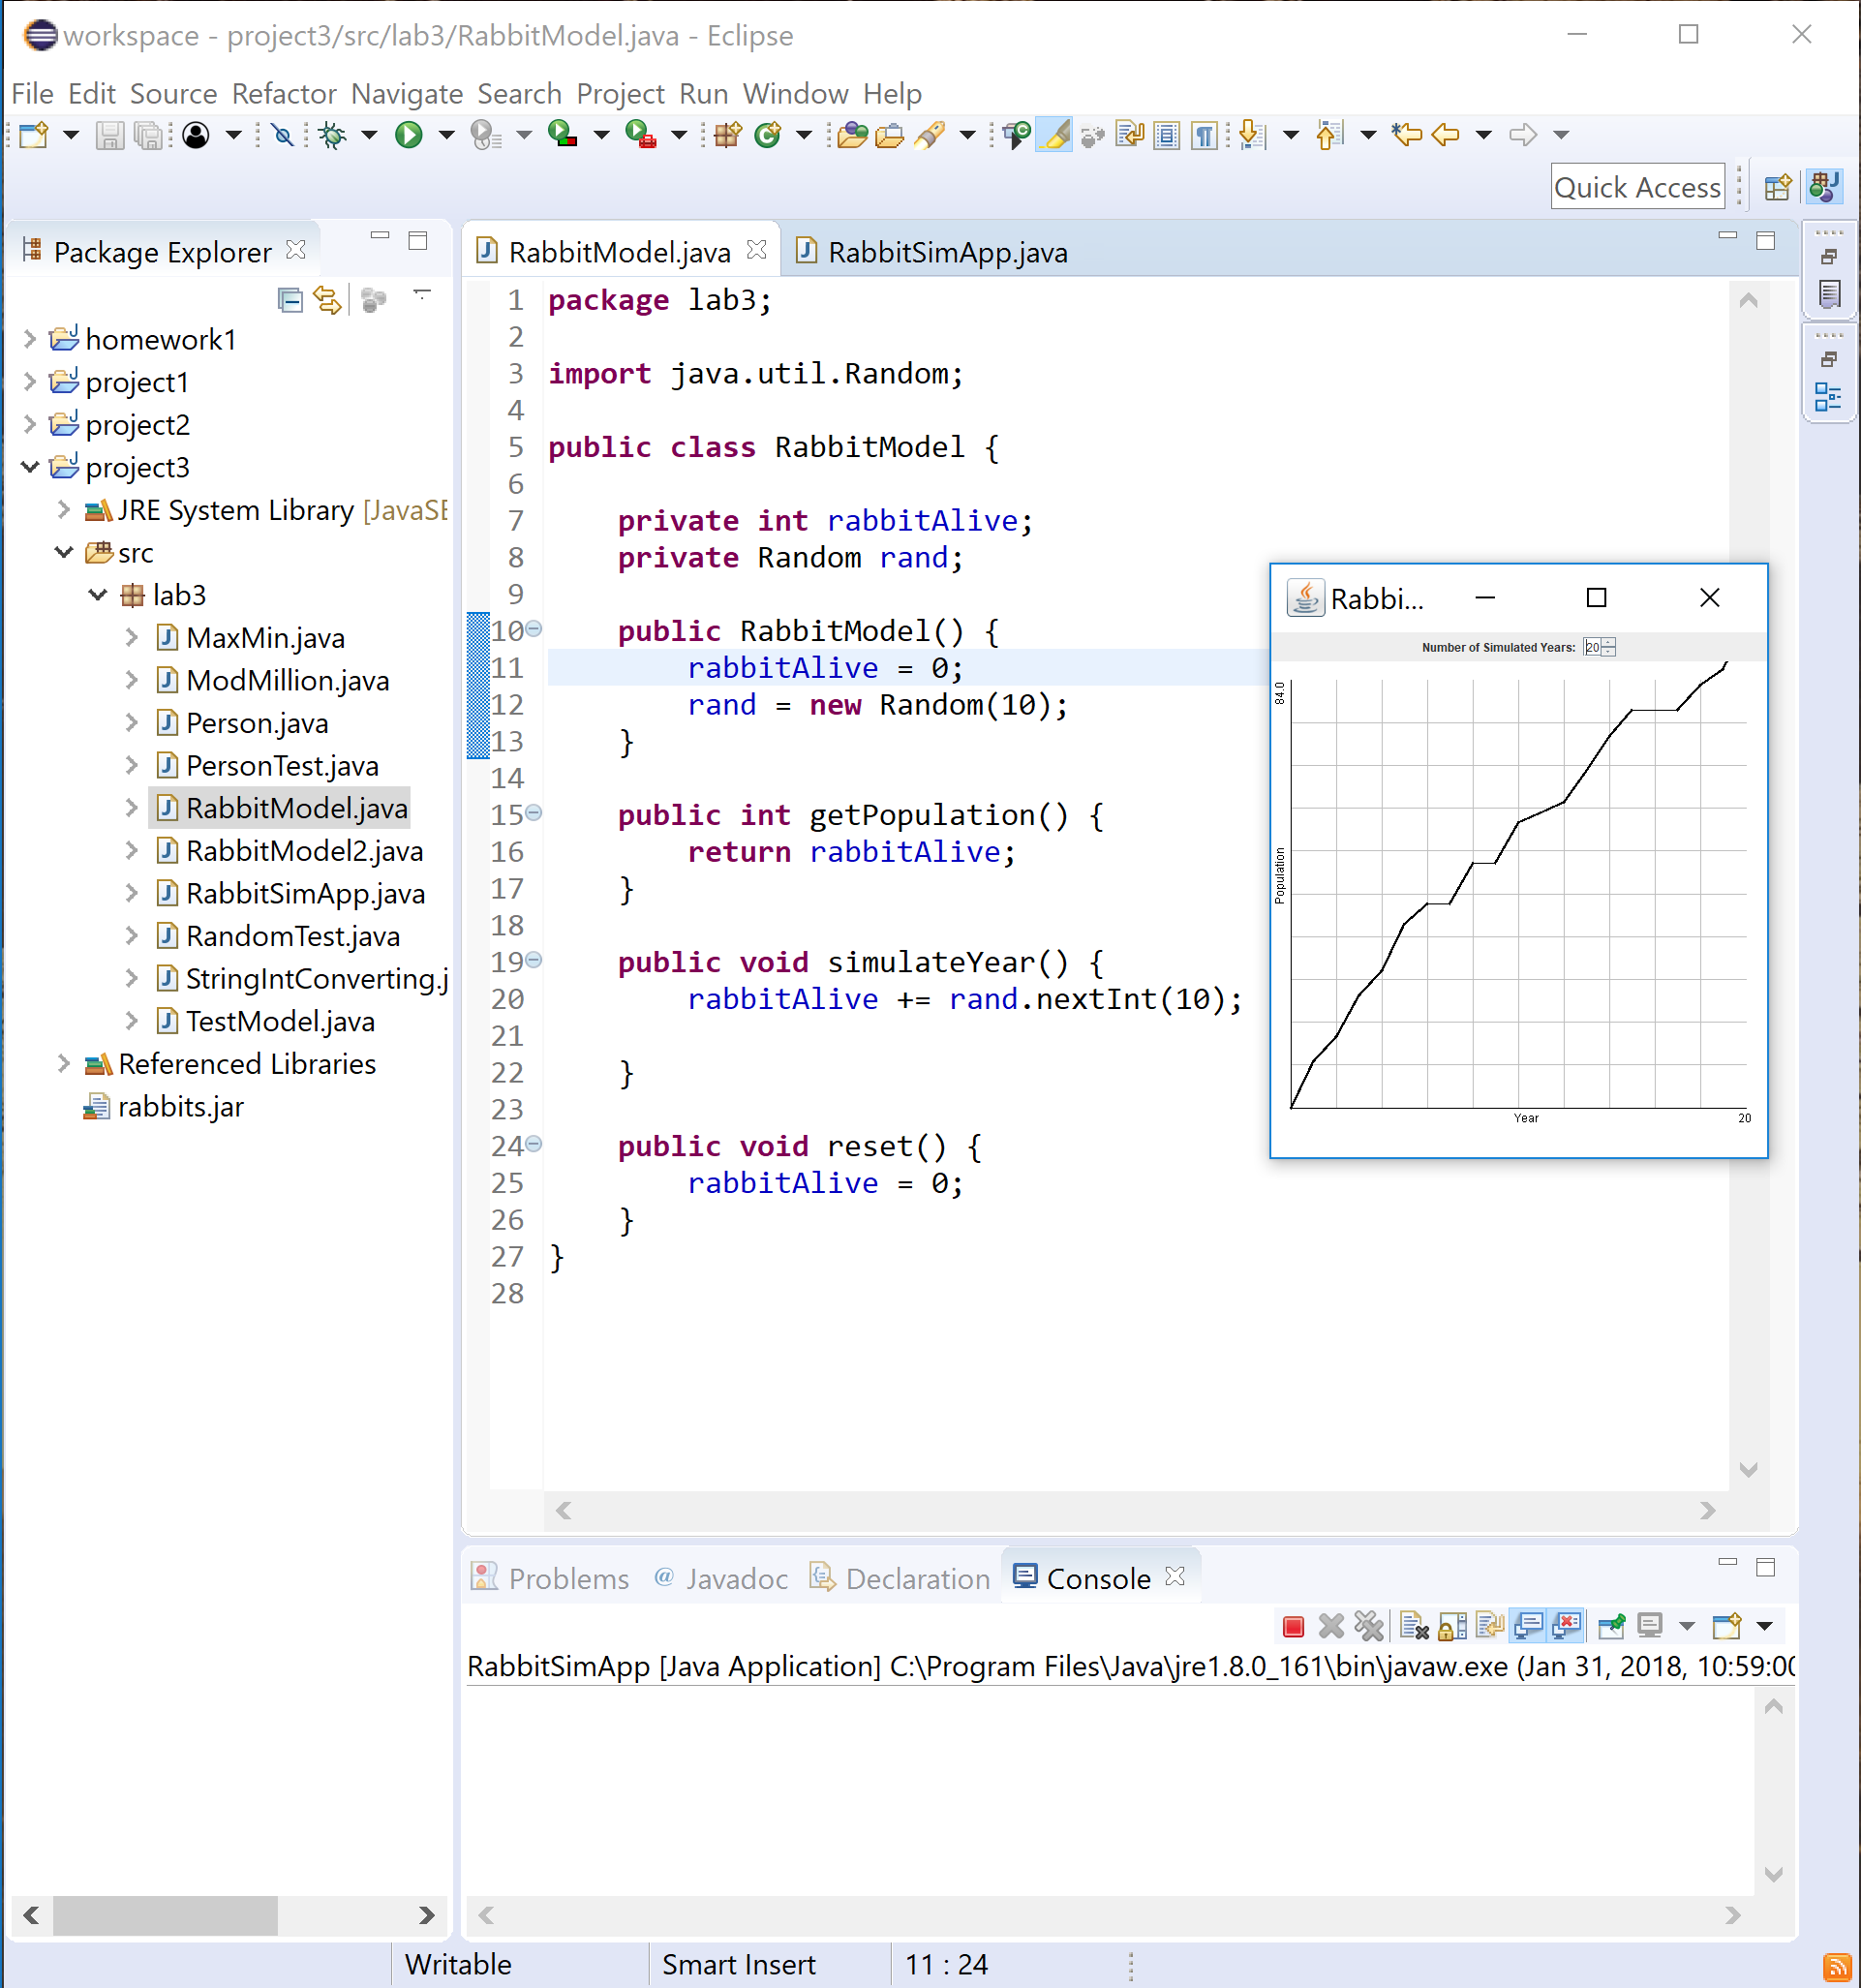 workspace - project3/src/lab3/RabbitModel.java - Eclipse
File Edit Source Refactor Navigate Search Project Run Window Help
Quick Access
Package Explorer
homework1
project1
project2
project3
JRE System Library [JavaSE
src
lab3
MaxMin.java
ModMillion.java
Person.java
PersonTest.java
RabbitModel.java
RabbitModel2.java
RabbitSimApp.java
RandomTest.java
StringIntConverting.j
TestModel.java
Referenced Libraries
rabbits.jar
RabbitModel.java
RabbitSimApp.java
1 package lab3;
2
3 import java.util.Random;
4
5 public class RabbitModel {
6
7 private int rabbitAlive;
8 private Random rand;
9
10 public RabbitModel() {
11 rabbitAlive = 0;
12 rand = new Random(10);
13 }
14
15 public int getPopulation() {
16 return rabbitAlive;
17 }
18
19 public void simulateYear() {
20 rabbitAlive += rand.nextInt(10);
21
22 }
23
24 public void reset() {
25 rabbitAlive = 0;
26 }
27 }
28
Rabbi...
Number of Simulated Years: 20
84.0
Population
Year
20
Problems @ Javadoc Declaration Console
RabbitSimApp [Java Application] C:\Program Files\Java\jre1.8.0_161\bin\javaw.exe (Jan 31, 2018, 10:59:00
Writable Smart Insert 11 : 24